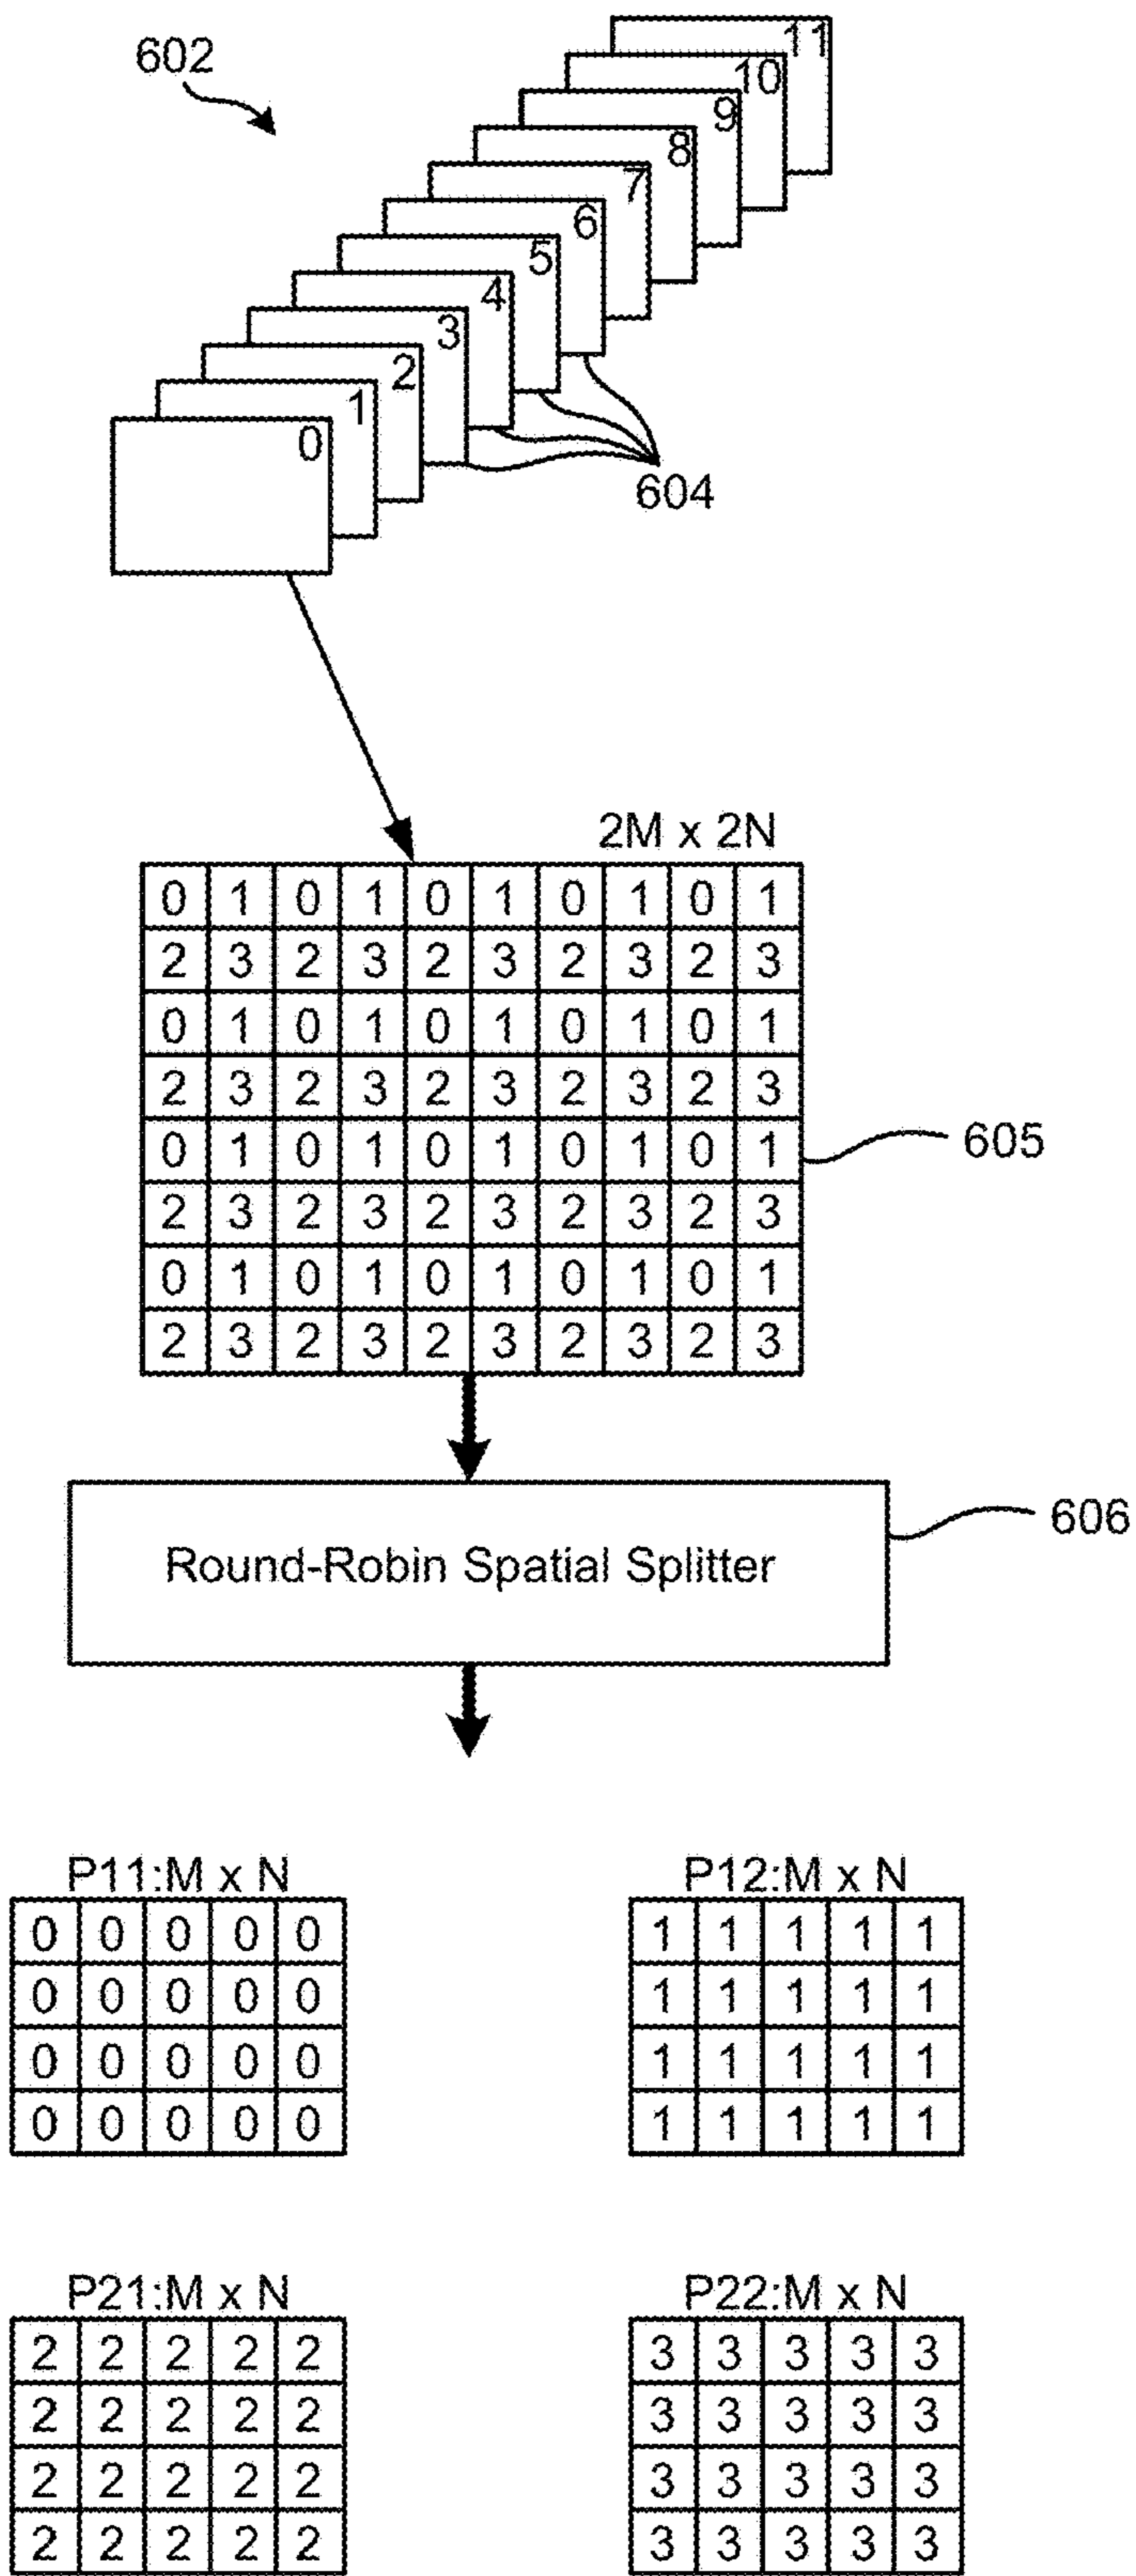 602
11
10
9
8
7
6
5
4
3
2
1
0
604
2M x 2N
0 1 0 1 0 1 0 1 0 1
2 3 2 3 2 3 2 3 2 3
0 1 0 1 0 1 0 1 0 1
2 3 2 3 2 3 2 3 2 3
0 1 0 1 0 1 0 1 0 1
605
2 3 2 3 2 3 2 3 2 3
0 1 0 1 0 1 0 1 0 1
2 3 2 3 2 3 2 3 2 3
606
Round-Robin Spatial Splitter
P11:M x N
0 0 0 0 0
0 0 0 0 0
0 0 0 0 0
0 0 0 0 0
P12:M x N
1 1 1 1 1
1 1 1 1 1
1 1 1 1 1
1 1 1 1 1
P21:M x N
2 2 2 2 2
2 2 2 2 2
2 2 2 2 2
2 2 2 2 2
P22:M x N
3 3 3 3 3
3 3 3 3 3
3 3 3 3 3
3 3 3 3 3